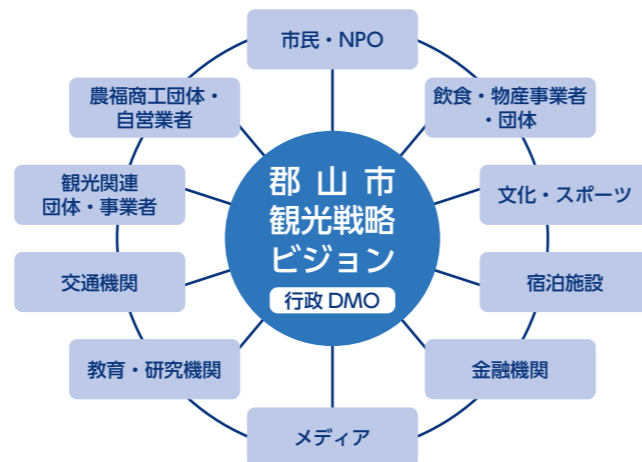 市民・NPO
農福商工団体・
自営業者
飲食・物産事業者
・団体
観光関連
団体・事業者
文化・スポーツ
郡山市
観光戦略
ビジョン
行政 DMO
交通機関
宿泊施設
教育・研究機関
金融機関
メディア